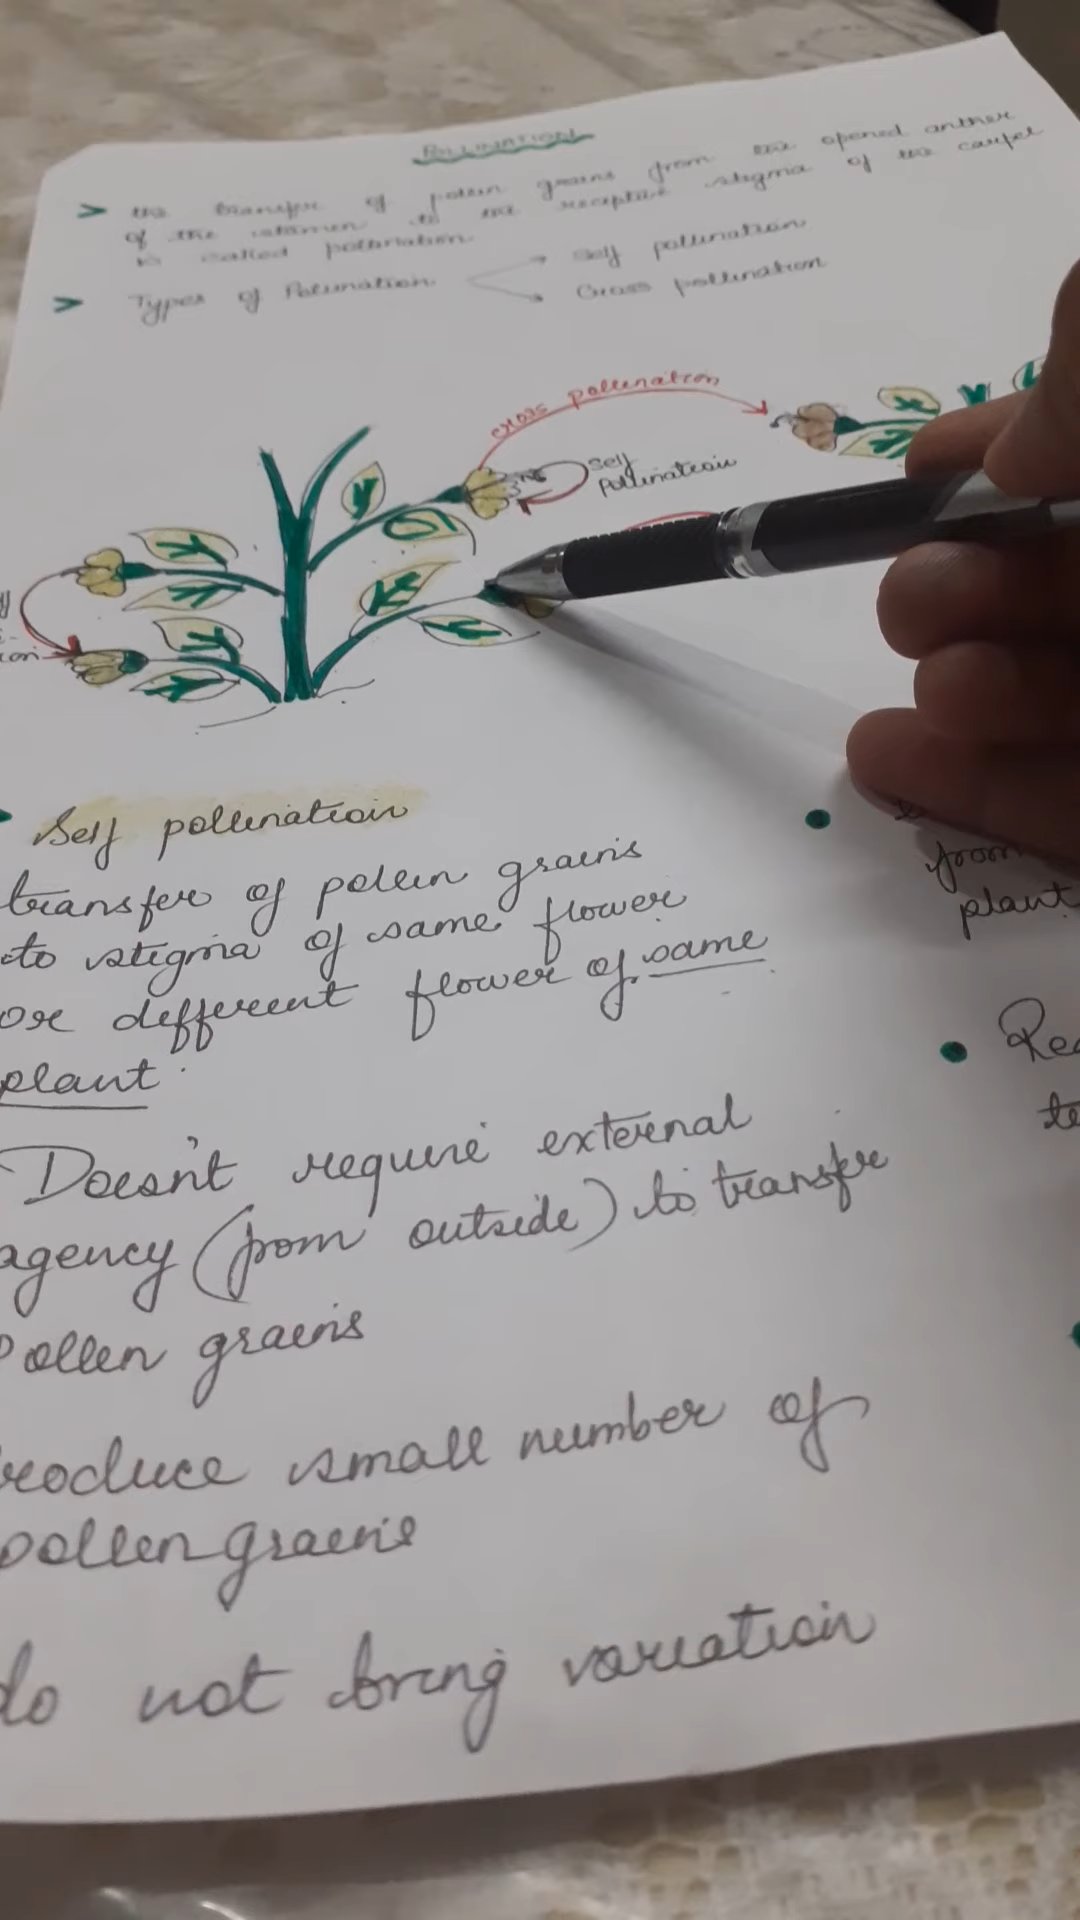 POLLINATION
> the transfer of pollen grains from the opened anther
of the stamen to the receptive stigma of the carpel
is called pollination
> Types of Pollination → Self pollination
→ Cross pollination
cross pollination
Self
Pollination
Self pollination
transfer of pollen grains
to stigma of same flower
or different flower of same
plant.
Doesn't require external
agency (from outside) to transfer
Pollen grains
produce small number of
pollen grains
do not bring variation
from
plant